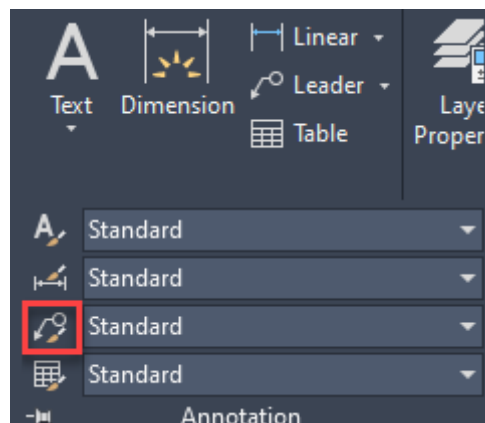 A
Text
Dimension
Linear
Leader
Table
Laye
Proper
A
Standard
Standard
Standard
Standard
Annotation